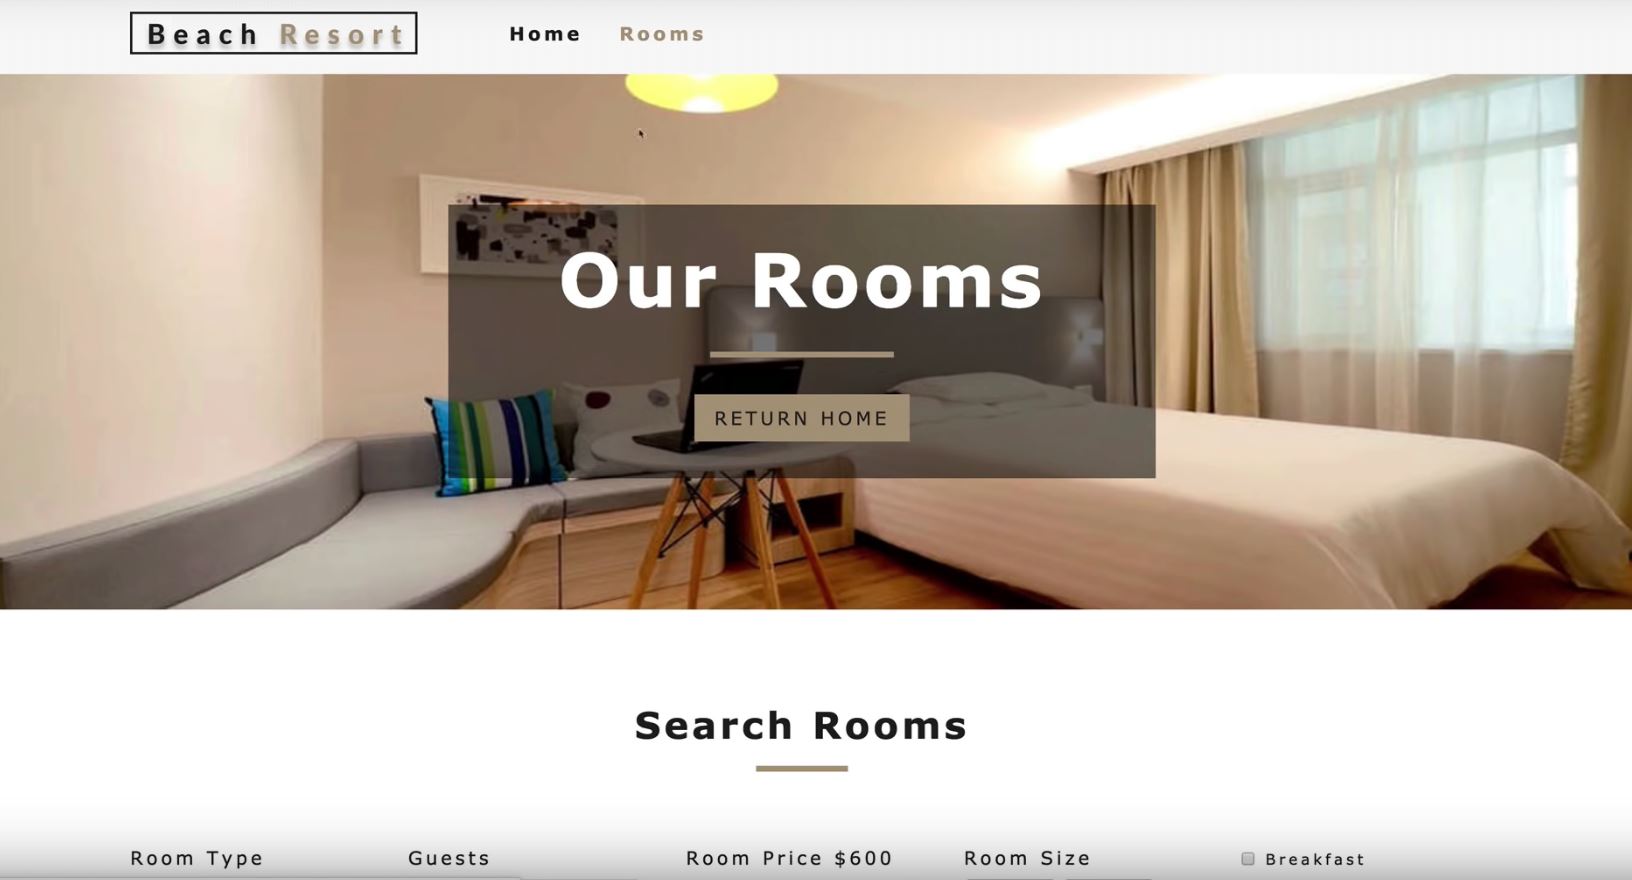 Beach Resort
Home Rooms
Our Rooms
RETURN HOME
Search Rooms
Room Type Guests Room Price $600 Room Size Breakfast